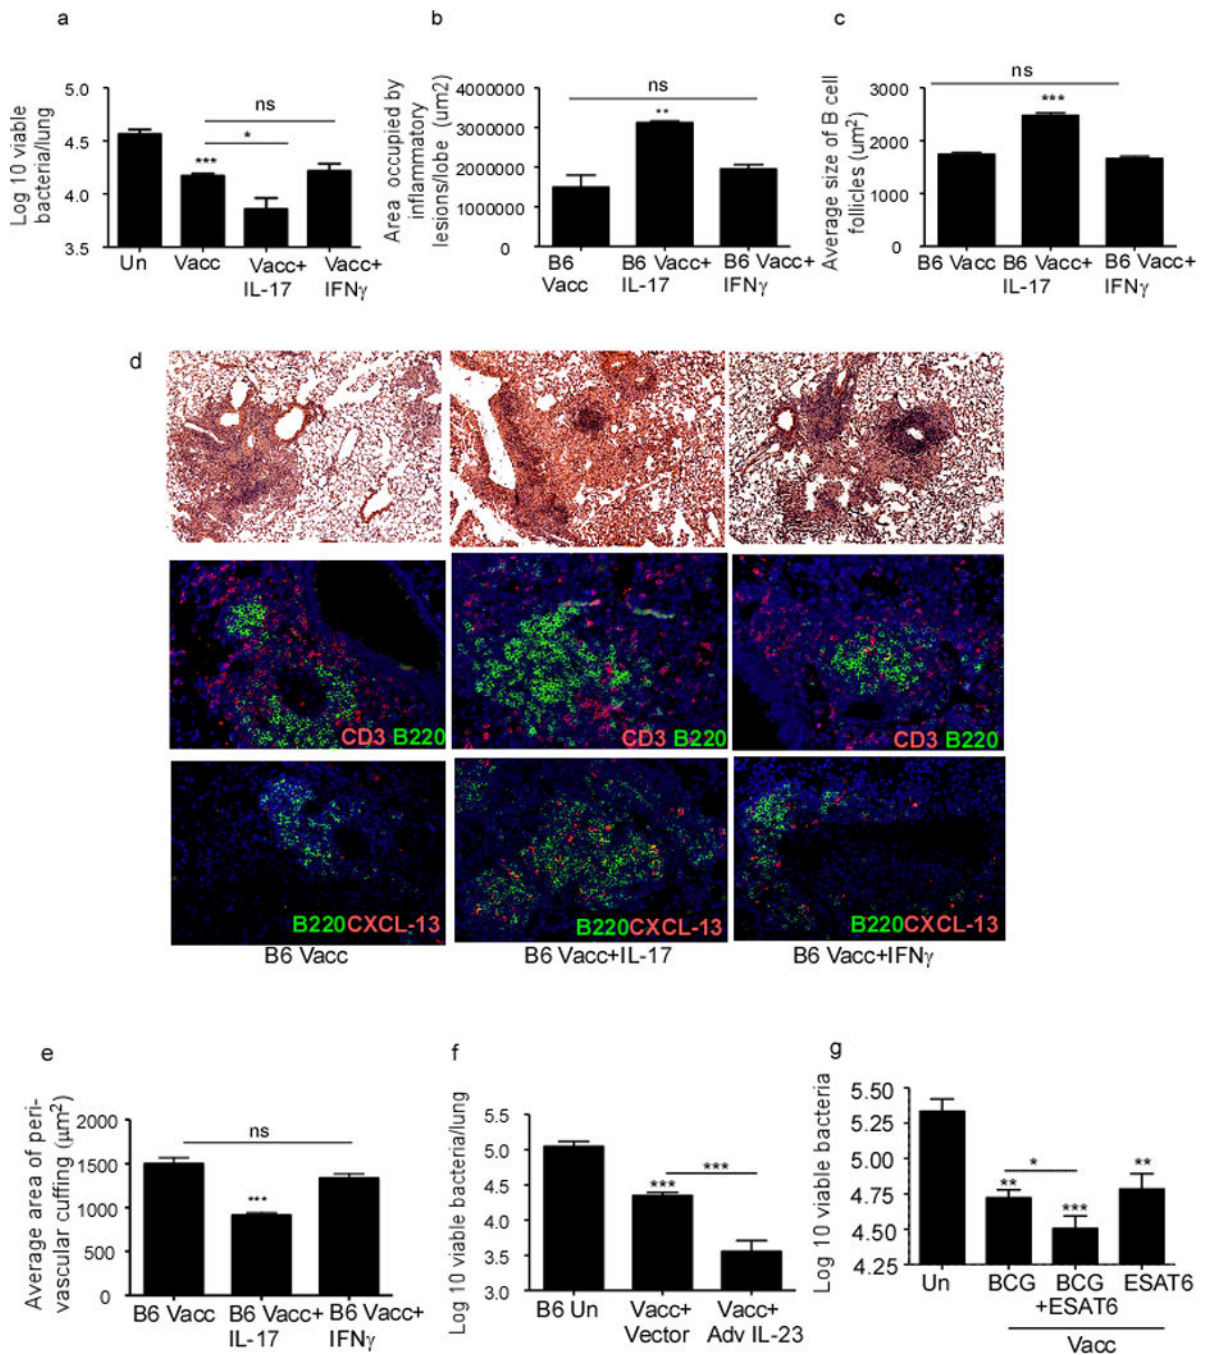 a
Log 10 viable
bacteria/lung
5.0
4.5
4.0
3.5
ns
*
***
Un
Vacc
Vacc+
IL-17
Vacc+
IFNγ
b
Area occupied by
inflammatory
lesions/lobe (um2)
4000000
3000000
2000000
1000000
0
ns
**
B6
Vacc
B6 Vacc+
IL-17
B6 Vacc+
IFNγ
c
Average size of B cell
follicles (um²)
3000
2000
1000
0
ns
***
B6 Vacc
B6 Vacc+
IL-17
B6 Vacc+
IFNγ
d
CD3 B220
CD3 B220
CD3 B220
B220CXCL-13
B220CXCL-13
B220CXCL-13
B6 Vacc
B6 Vacc+IL-17
B6 Vacc+IFNγ
e
Average area of peri-
vascular cuffing (μm²)
2000
1500
1000
500
0
ns
***
B6 Vacc
B6 Vacc+
IL-17
B6 Vacc+
IFNγ
f
Log 10 viable bacteria/lung
5.5
5.0
4.5
4.0
3.5
3.0
***
***
B6 Un
Vacc+
Vector
Vacc+
Adv IL-23
g
Log 10 viable bacteria
5.50
5.25
5.00
4.75
4.50
4.25
*
**
***
**
Un
BCG
BCG
+ESAT6
ESAT6
Vacc